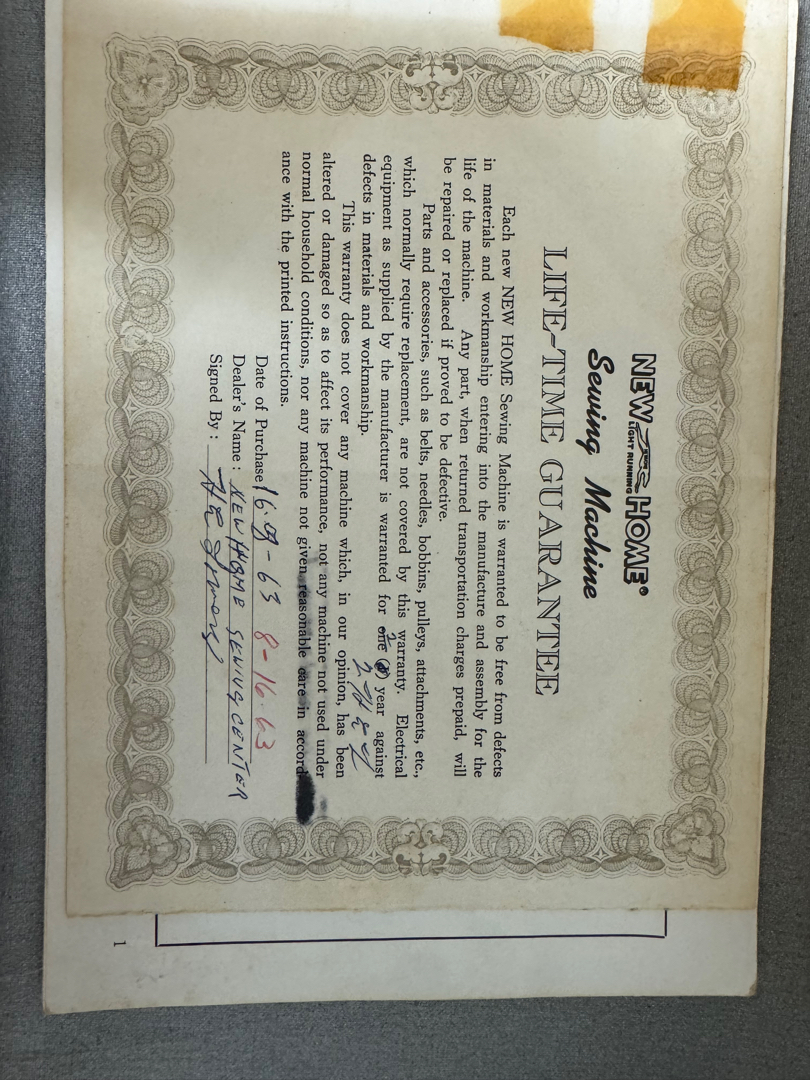 NEW HOME
LIGHT RUNNING
Sewing Machine
LIFE-TIME GUARANTEE
Each new NEW HOME Sewing Machine is warranted to be free from defects
in materials and workmanship entering into the manufacture and assembly for the
life of the machine. Any part, when returned transportation charges prepaid, will
be repaired or replaced if proved to be defective.
Parts and accessories, such as belts, needles, bobbins, pulleys, attachments, etc.,
which normally require replacement, are not covered by this warranty. Electrical
equipment as supplied by the manufacturer is warranted for one 2 year against
defects in materials and workmanship.
This warranty does not cover any machine which, in our opinion, has been
altered or damaged so as to affect its performance, not any machine not used under
normal household conditions, nor any machine not given reasonable care in accord
ance with the printed instructions.
Date of Purchase 8-16-63
Dealer's Name: NEW HOME SEWING CENTER
Signed By:
1